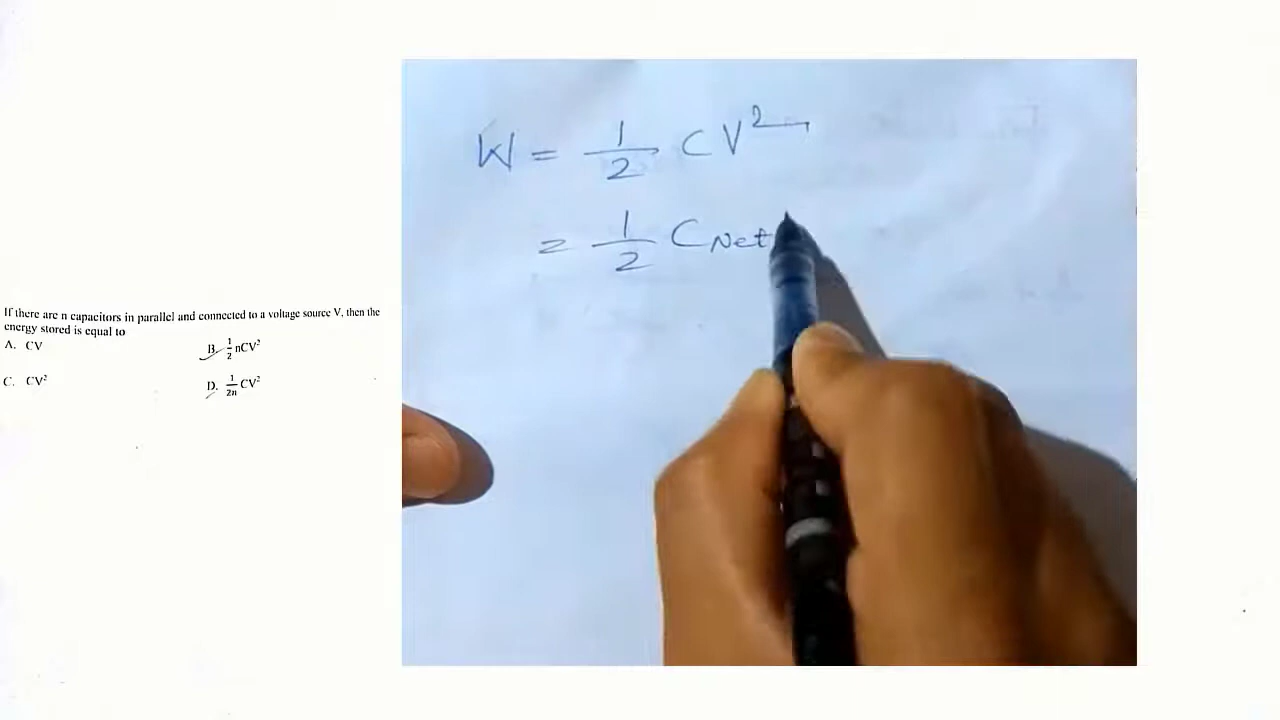 If there are n capacitors in parallel and connected to a voltage source V, then the
energy stored is equal to
A. CV
B. 1/2 nCV²
C. CV²
D. 1/2n CV²
W = 1/2 CV²
= 1/2 C Net